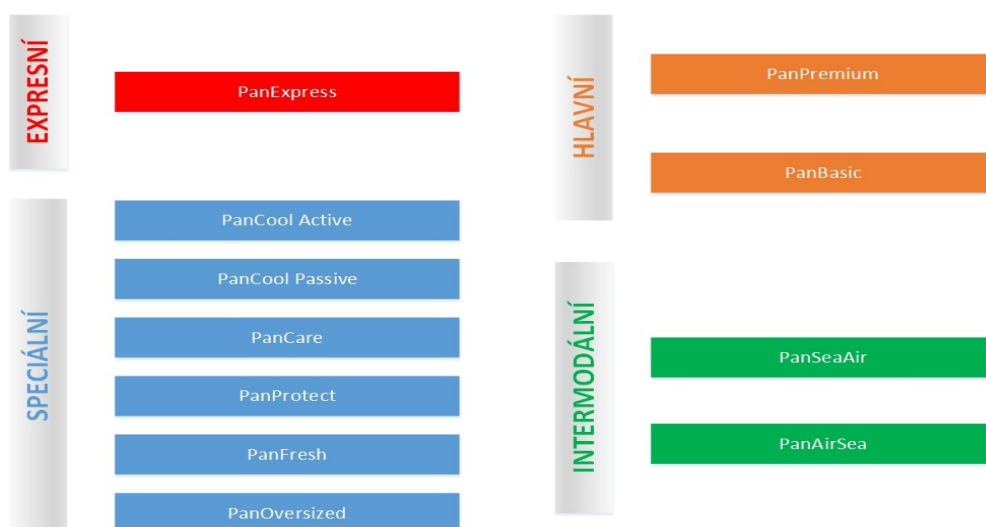 EXPRESNÍ
PanExpress
SPECIÁLNÍ
PanCool Active
PanCool Passive
PanCare
PanProtect
PanFresh
PanOversized
HLAVNÍ
PanPremium
PanBasic
INTERMODÁLNÍ
PanSeaAir
PanAirSea